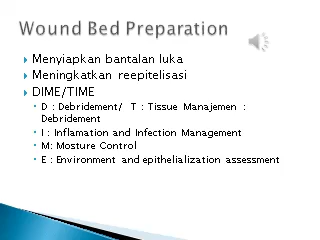 Wound Bed Preparation
Menyiapkan bantalan luka
Meningkatkan reepitelisasi
DIME/TIME
D : Debridement/ T : Tissue Manajemen :
Debridement
I : Inflamation and Infection Management
M: Mosture Control
E : Environment and epithelialization assessment